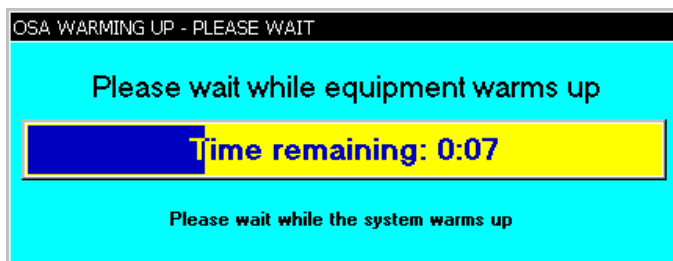 OSA WARMING UP - PLEASE WAIT
Please wait while equipment warms up
Time remaining: 0:07
Please wait while the system warms up